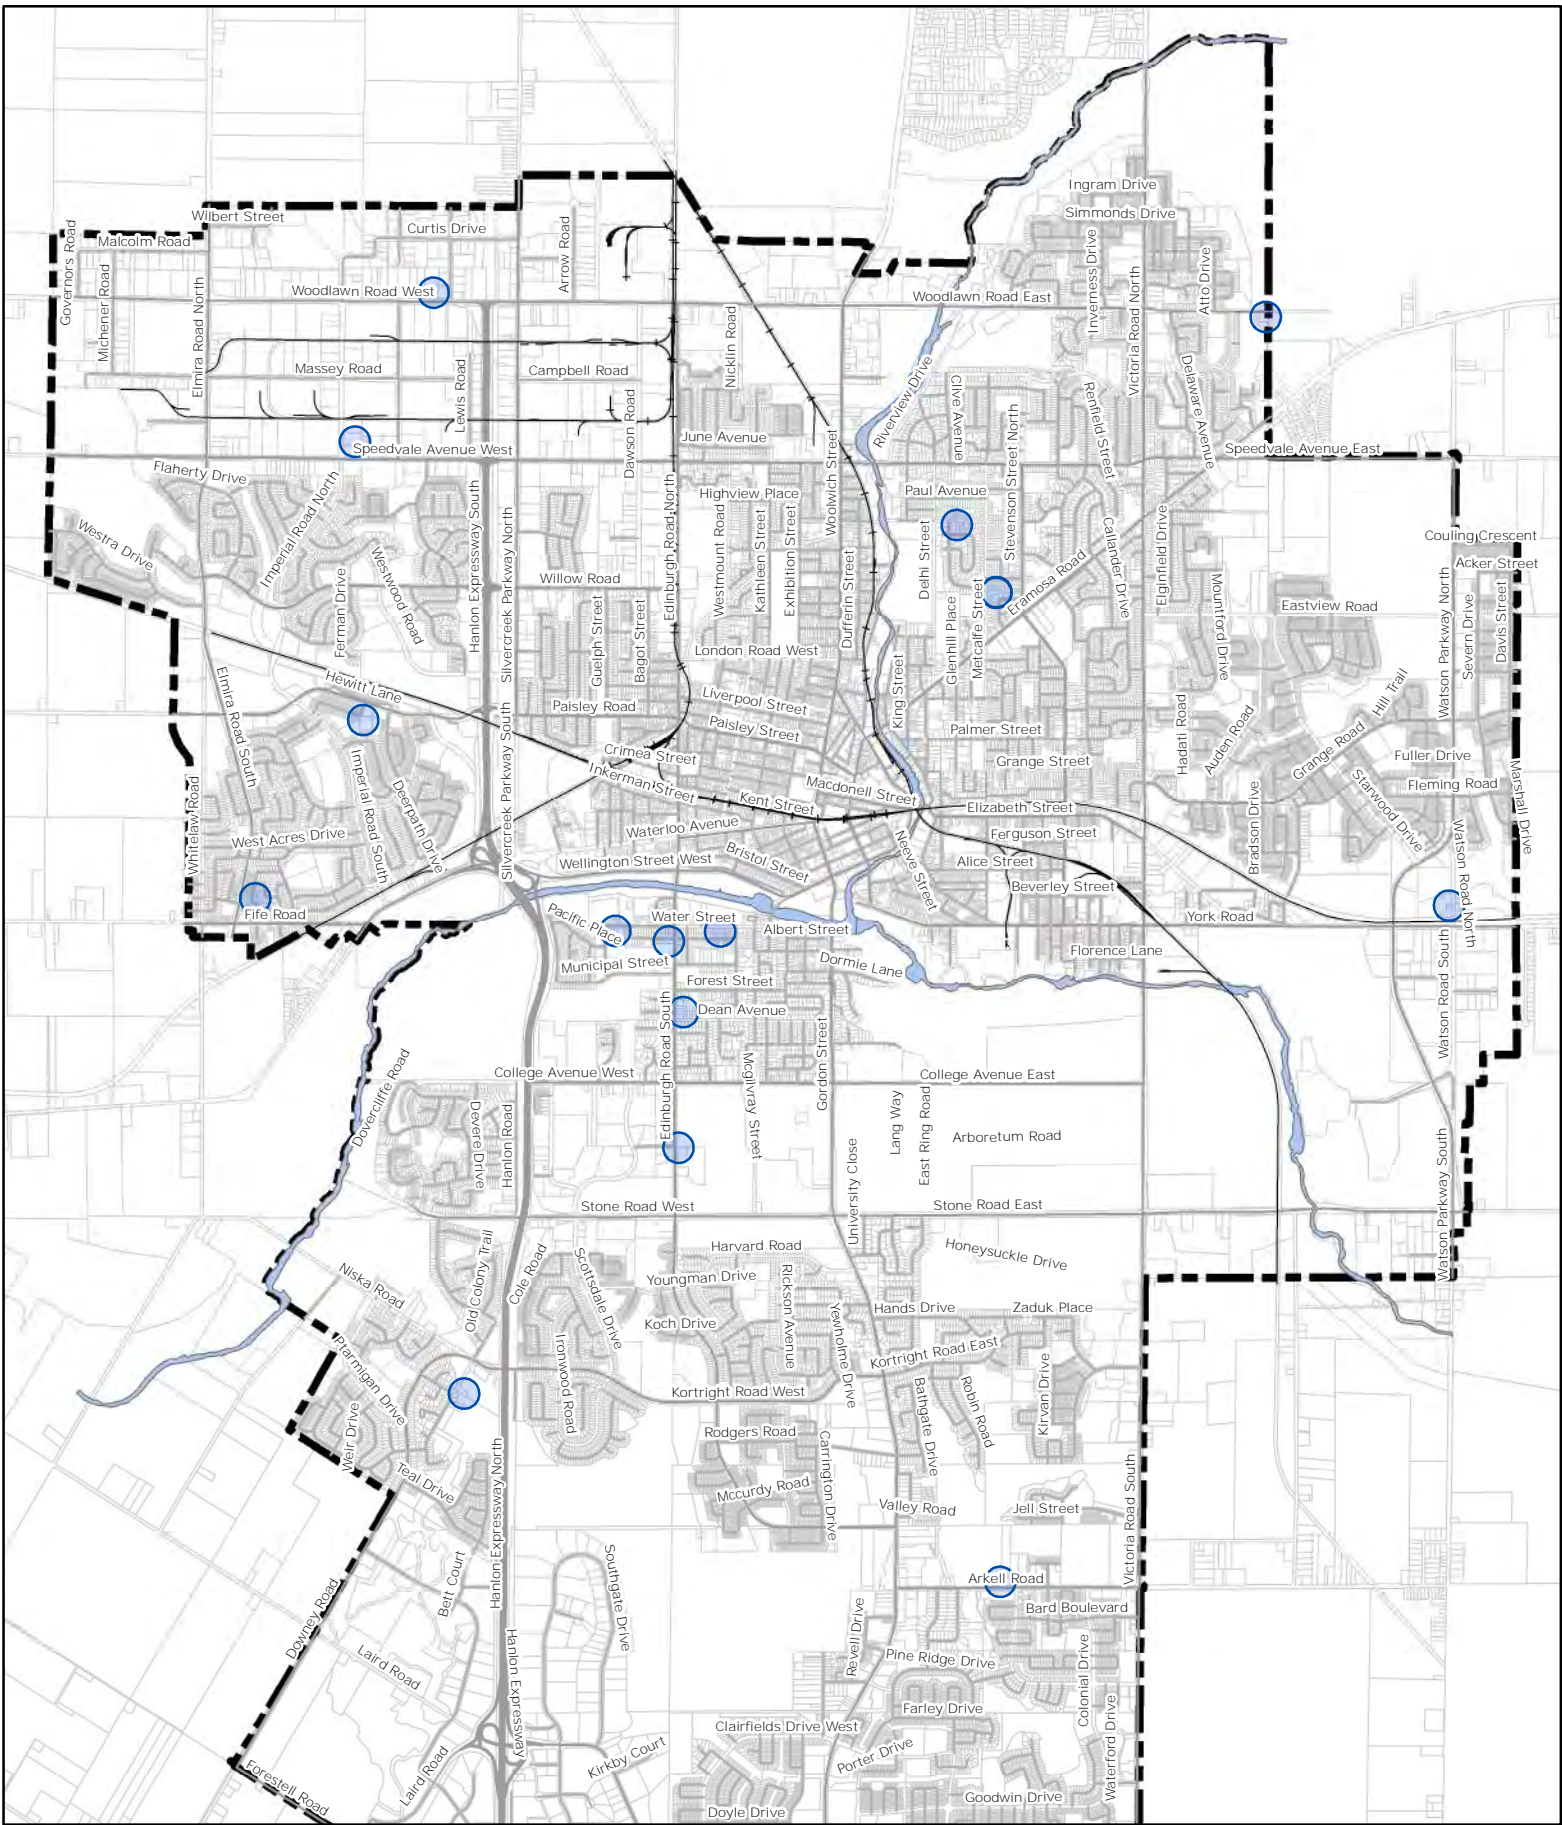 Ingram Drive
Wilbert Street
Simmonds Drive
Curtis Drive
Malcolm Road
Governors Road
Michener Road
Elmira Road North
Arrow Road
Woodlawn Road West
Woodlawn Road East
Inverness Drive
Victoria Road North
Atto Drive
Nicklin Road
Massey Road
Campbell Road
Lewis Road
Dawson Road
Riverview Drive
Clive Avenue
Renfield Street
Delaware Avenue
June Avenue
Speedvale Avenue West
Speedvale Avenue East
Flaherty Drive
Imperial Road North
Hanlon Expressway South
Silvercreek Parkway North
Edinburgh Road North
Highview Place
Westmount Road
Kathleen Street
Exhibition Street
Woolwich Street
Dufferin Street
Paul Avenue
Delhi Street
Stevenson Street North
Callander Drive
Elginfield Drive
Couling Crescent
Acker Street
Westra Drive
Ferman Drive
Westwood Road
Willow Road
Guelph Street
Bagot Street
Eramosa Road
Glenhill Place
Metcalfe Street
Mountford Drive
Eastview Road
Watson Parkway North
Severn Drive
Davis Street
London Road West
Hewitt Lane
Elmira Road South
Liverpool Street
Paisley Road
Paisley Street
King Street
Palmer Street
Hadati Road
Auden Road
Grange Road
Hill Trail
Crimea Street
Grange Street
Fuller Drive
Fleming Road
Starwood Drive
Marshall Drive
Whitelaw Road
Imperial Road South
Deerpath Drive
Silvercreek Parkway South
Inkerman Street
Kent Street
Macdonell Street
Elizabeth Street
West Acres Drive
Waterloo Avenue
Ferguson Street
Bradson Drive
Watson Road North
Wellington Street West
Bristol Street
Neeve Street
Alice Street
Beverley Street
Fife Road
Pacific Place
Water Street
Albert Street
York Road
Florence Lane
Municipal Street
Dormie Lane
Forest Street
Dean Avenue
Edinburgh Road South
Watson Road South
Gordon Street
Mcgilvray Street
College Avenue West
College Avenue East
Dovercliffe Road
Devere Drive
Hanlon Road
Lang Way
East Ring Road
Arboretum Road
University Close
Watson Parkway South
Stone Road West
Stone Road East
Harvard Road
Honeysuckle Drive
Niska Road
Old Colony Trail
Cole Road
Scottsdale Drive
Youngman Drive
Rickson Avenue
Yewholme Drive
Koch Drive
Hands Drive
Zaduk Place
Ptarmigan Drive
Ironwood Road
Kortright Road East
Kortright Road West
Bathgate Drive
Robin Road
Kirvan Drive
Weir Drive
Teal Drive
Hanlon Expressway North
Rodgers Road
Mccurdy Road
Carrington Drive
Valley Road
Jell Street
Victoria Road South
Bett Court
Southgate Drive
Arkell Road
Bard Boulevard
Downey Road
Laird Road
Revell Drive
Pine Ridge Drive
Colonial Drive
Hanlon Expressway
Farley Drive
Clairfields Drive West
Waterford Drive
Porter Drive
Laird Road
Kirkby Court
Forestell Road
Goodwin Drive
Doyle Drive